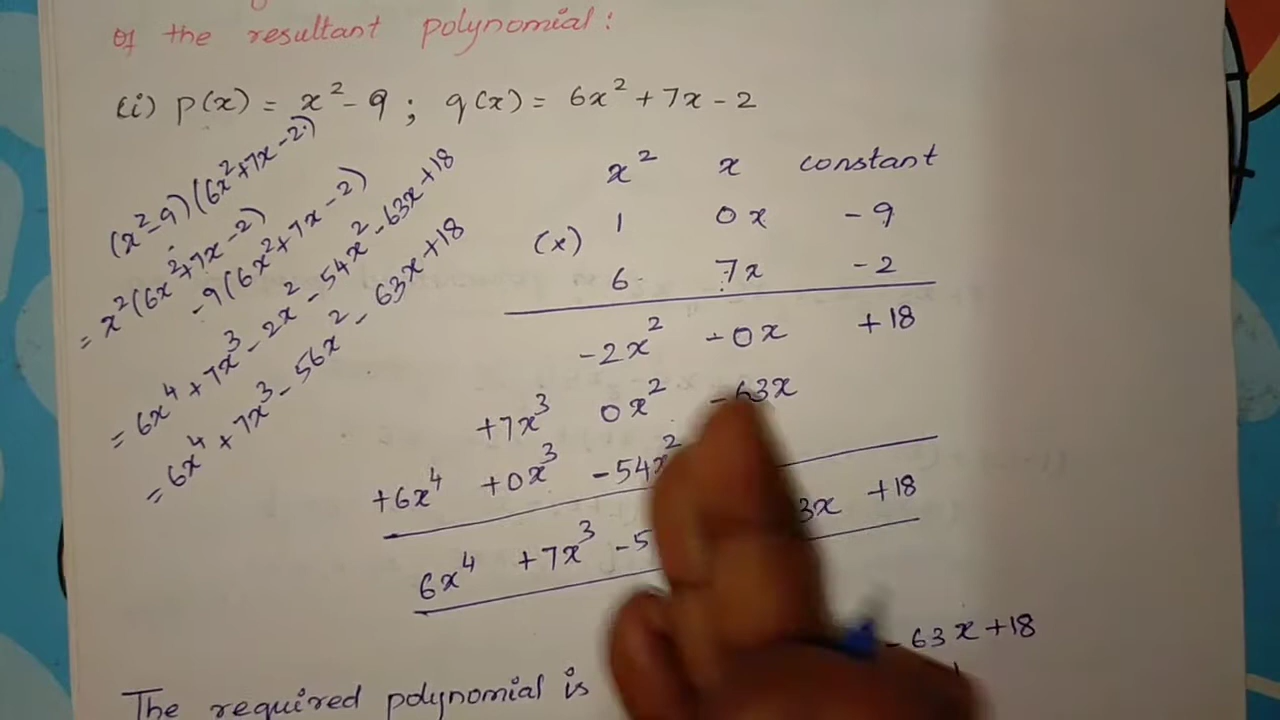 of the resultant polynomial:
(i) p(x) = x² - 9 ; q(x) = 6x² + 7x - 2
(x²-9)(6x²+7x-2)
= x²(6x²+7x-2)
-9(6x²+7x-2)
= 6x⁴ + 7x³ - 2x² - 54x² - 63x + 18
= 6x⁴ + 7x³ - 56x² - 63x + 18
x² x constant
1 0x -9
(x)
6 7x -2
-2x² -0x +18
+7x³ 0x² -63x
+6x⁴ +0x³ -54x²
6x⁴ +7x³ -5 3x +18
The required polynomial is - 63x + 18